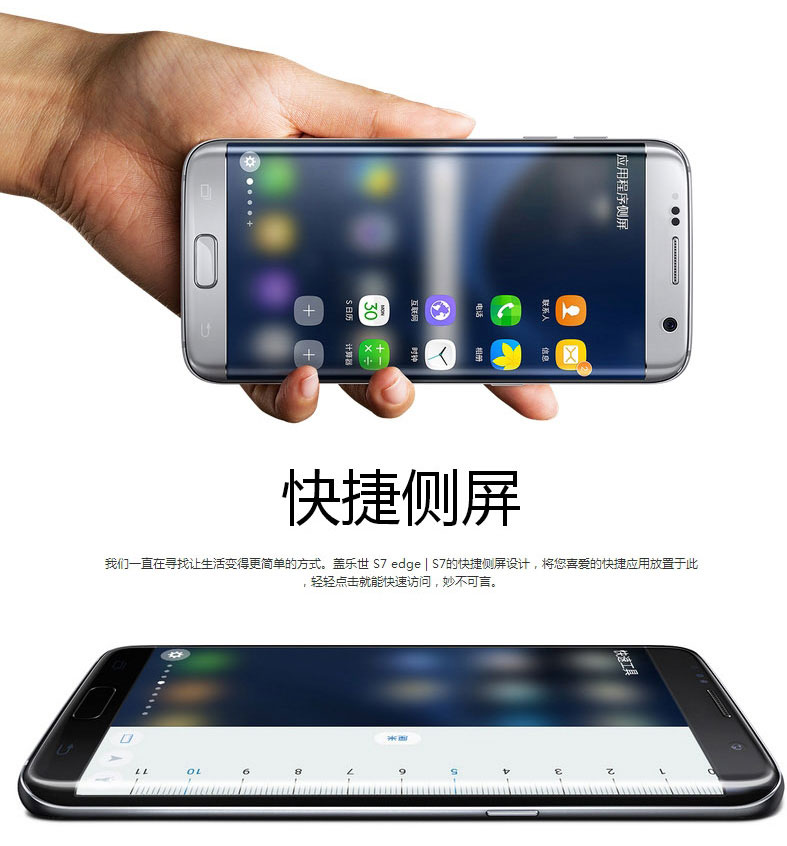 应用程序侧屏
联系人
电话
互联网
S 日历
MON
30
信息
2
相册
时钟
计算器
快捷侧屏
我们一直在寻找让生活变得更简单的方式。盖乐世 S7 edge | S7的快捷侧屏设计，将您喜爱的快捷应用放置于此
，轻轻点击就能快速访问，妙不可言。
快速工具
厘米
11 10 9 8 7 6 5 4 3 2 1 0